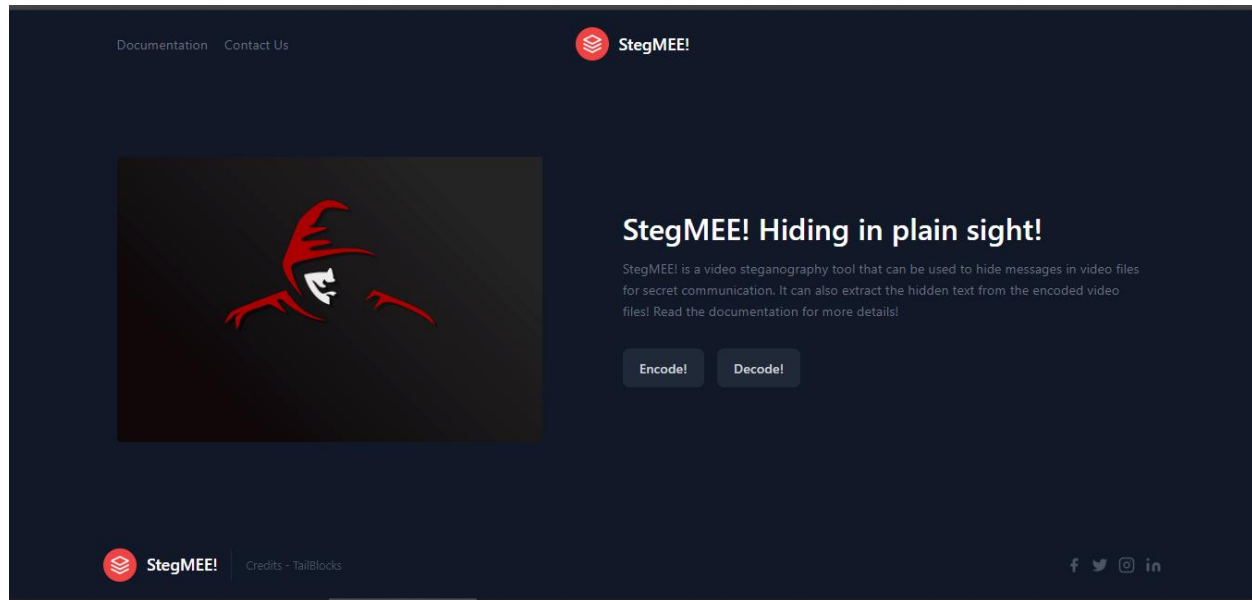 Documentation Contact Us StegMEE!
StegMEE! Hiding in plain sight!
StegMEE! is a video steganography tool that can be used to hide messages in video files
for secret communication. It can also extract the hidden text from the encoded video
files! Read the documentation for more details!
Encode! Decode!
StegMEE! Credits - TailBlocks